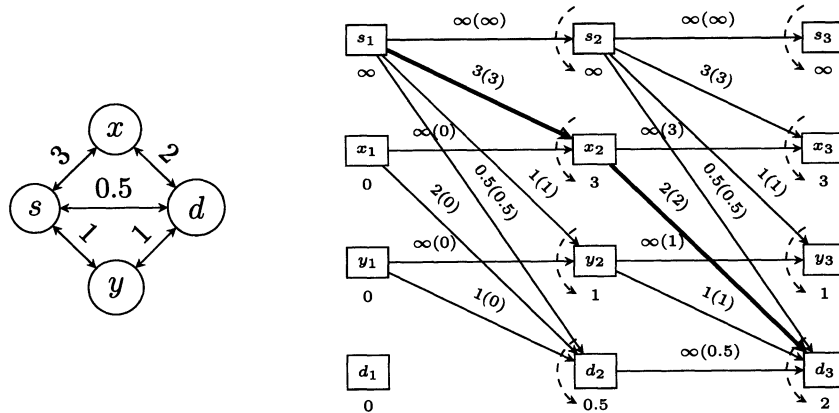 x
3
2
0.5
s
d
1
1
y
∞(∞)
∞(∞)
s₁
s₂
s₃
∞
∞
∞
3(3)
3(3)
∞(0)
∞(3)
x₁
x₂
x₃
0
3
3
2(0)
0.5(0.5)
1(1)
2(2)
0.5(0.5)
1(1)
∞(0)
∞(1)
y₁
y₂
y₃
0
1
1
1(0)
1(1)
∞(0.5)
d₁
d₂
d₃
0
0.5
2